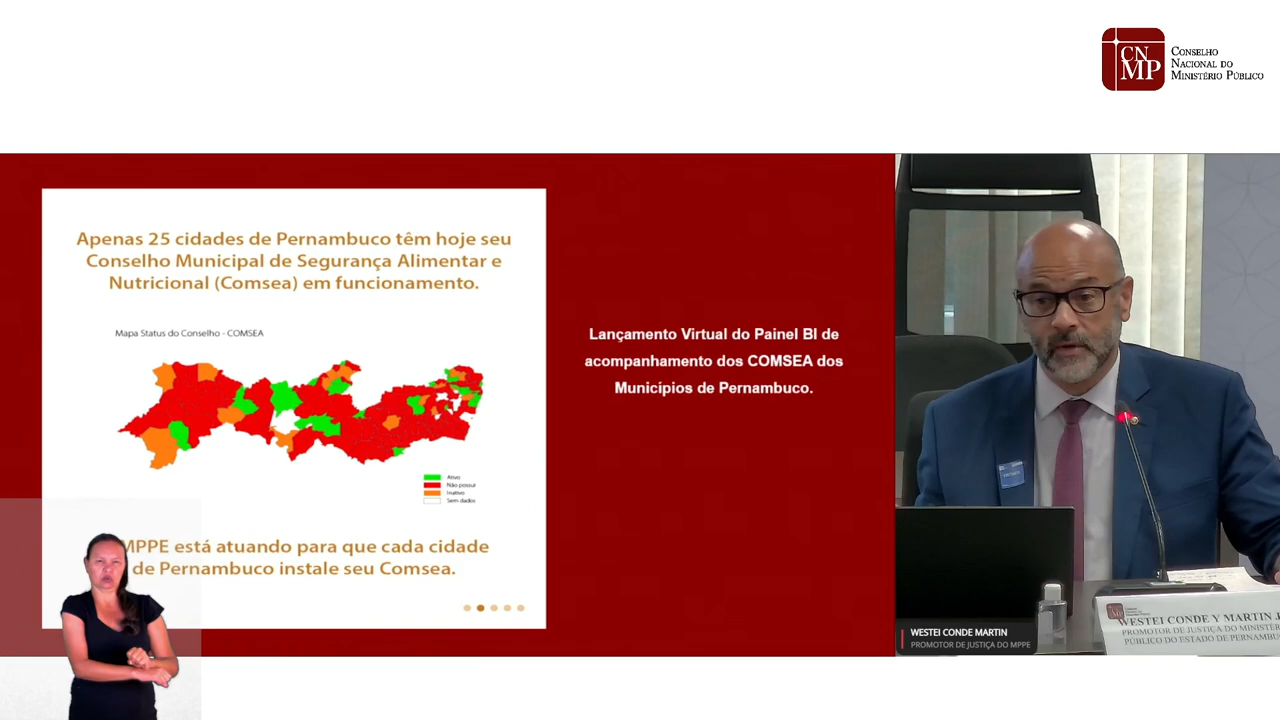 CN
MP
CONSELHO
NACIONAL DO
MINISTÉRIO PÚBLICO
Apenas 25 cidades de Pernambuco têm hoje seu
Conselho Municipal de Segurança Alimentar e
Nutricional (Comsea) em funcionamento.
Mapa Status do Conselho - COMSEA
Ativo
Não possui
Inativo
Sem dados
MPPE está atuando para que cada cidade
de Pernambuco instale seu Comsea.
Lançamento Virtual do Painel BI de
acompanhamento dos COMSEA dos
Municípios de Pernambuco.
WESTEI CONDE MARTIN
PROMOTOR DE JUSTIÇA DO MPPE
WESTEI CONDE Y MARTIN
PROMOTOR DE JUSTIÇA DO
PÚBLICO DO ESTADO DE